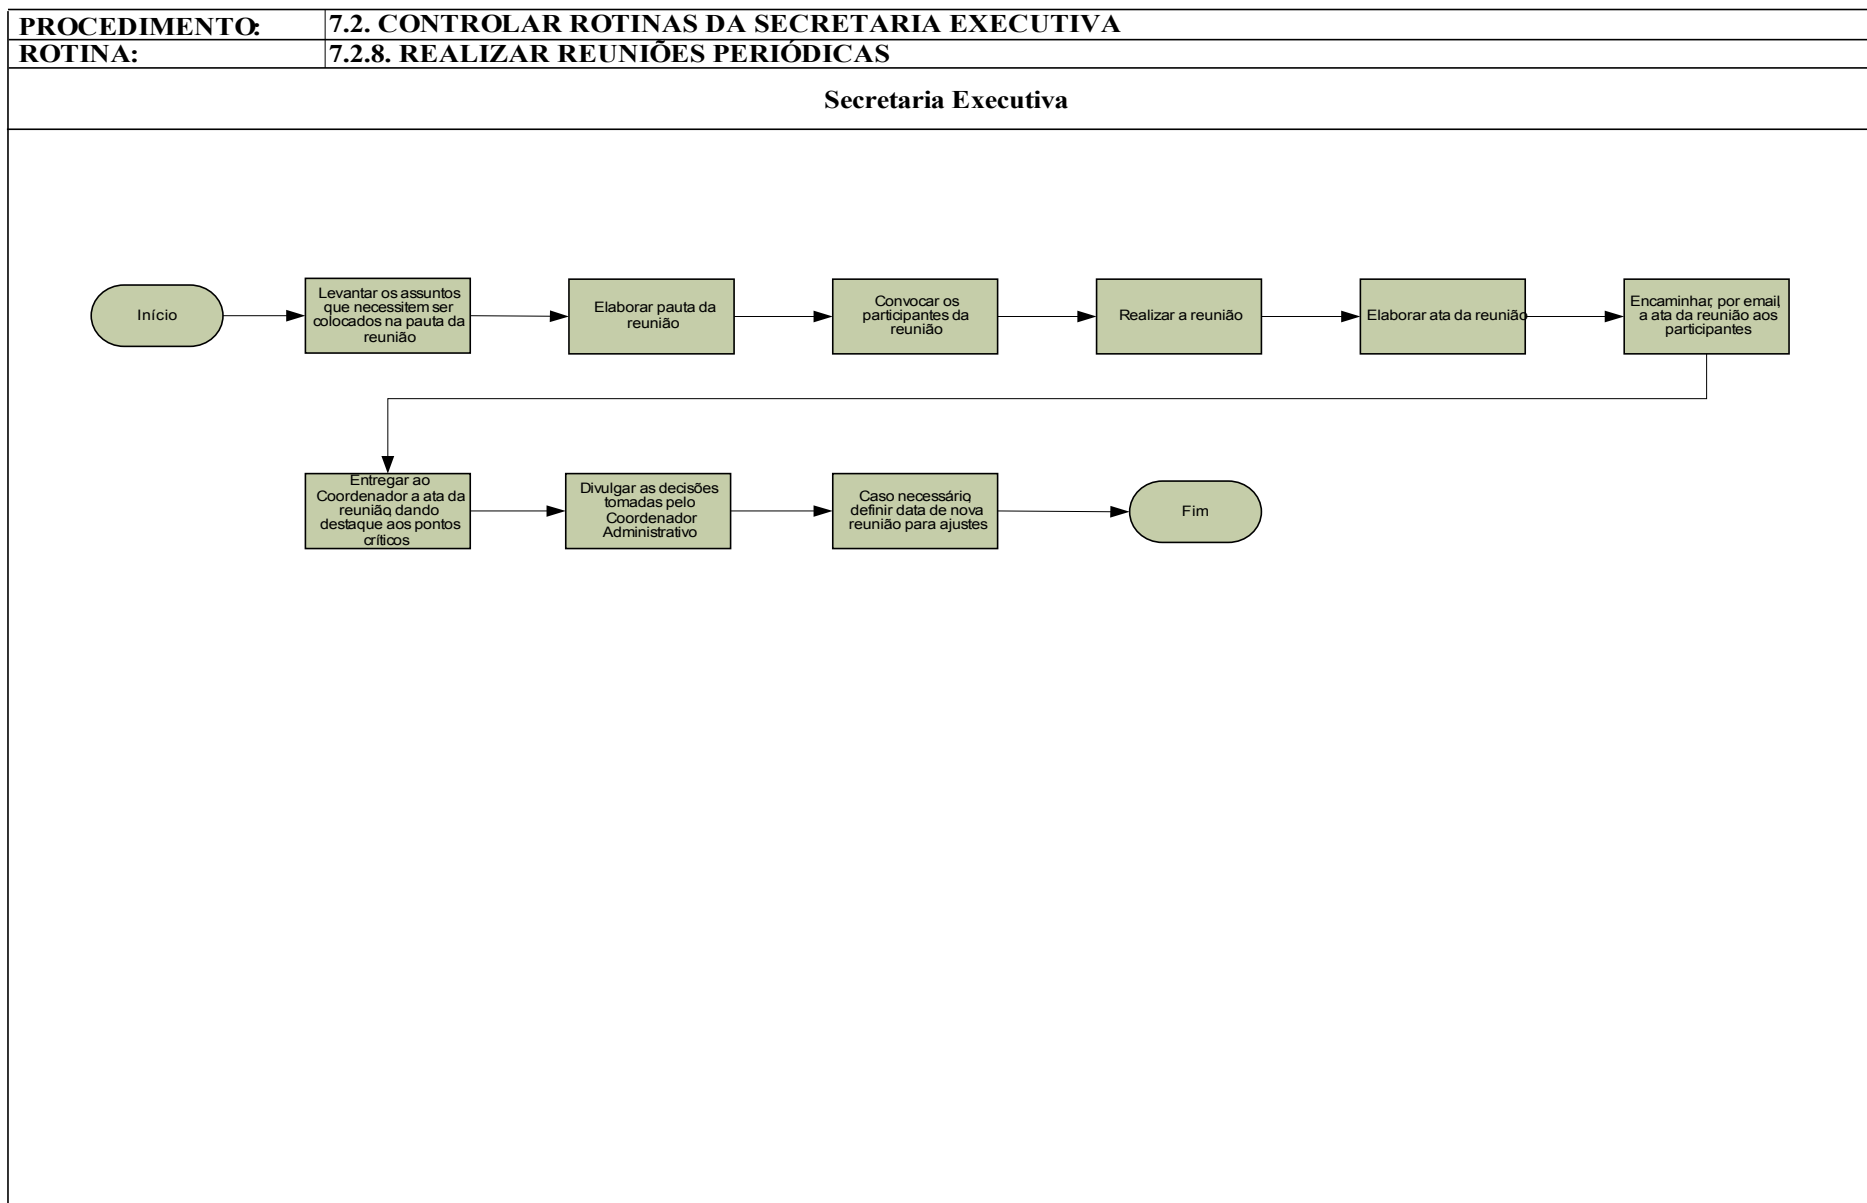 PROCEDIMENTO: 7.2. CONTROLAR ROTINAS DA SECRETARIA EXECUTIVA
ROTINA: 7.2.8. REALIZAR REUNIÕES PERIÓDICAS
Secretaria Executiva
Início
Levantar os assuntos
que necessitem ser
colocados na pauta da
reunião
Elaborar pauta da
reunião
Convocar os
participantes da
reunião
Realizar a reunião
Elaborar ata da reunião
Encaminhar, por email,
a ata da reunião aos
participantes
Entregar ao
Coordenador a ata da
reunião, dando
destaque aos pontos
críticos
Divulgar as decisões
tomadas pelo
Coordenador
Administrativo
Caso necessário,
definir data de nova
reunião para ajustes
Fim